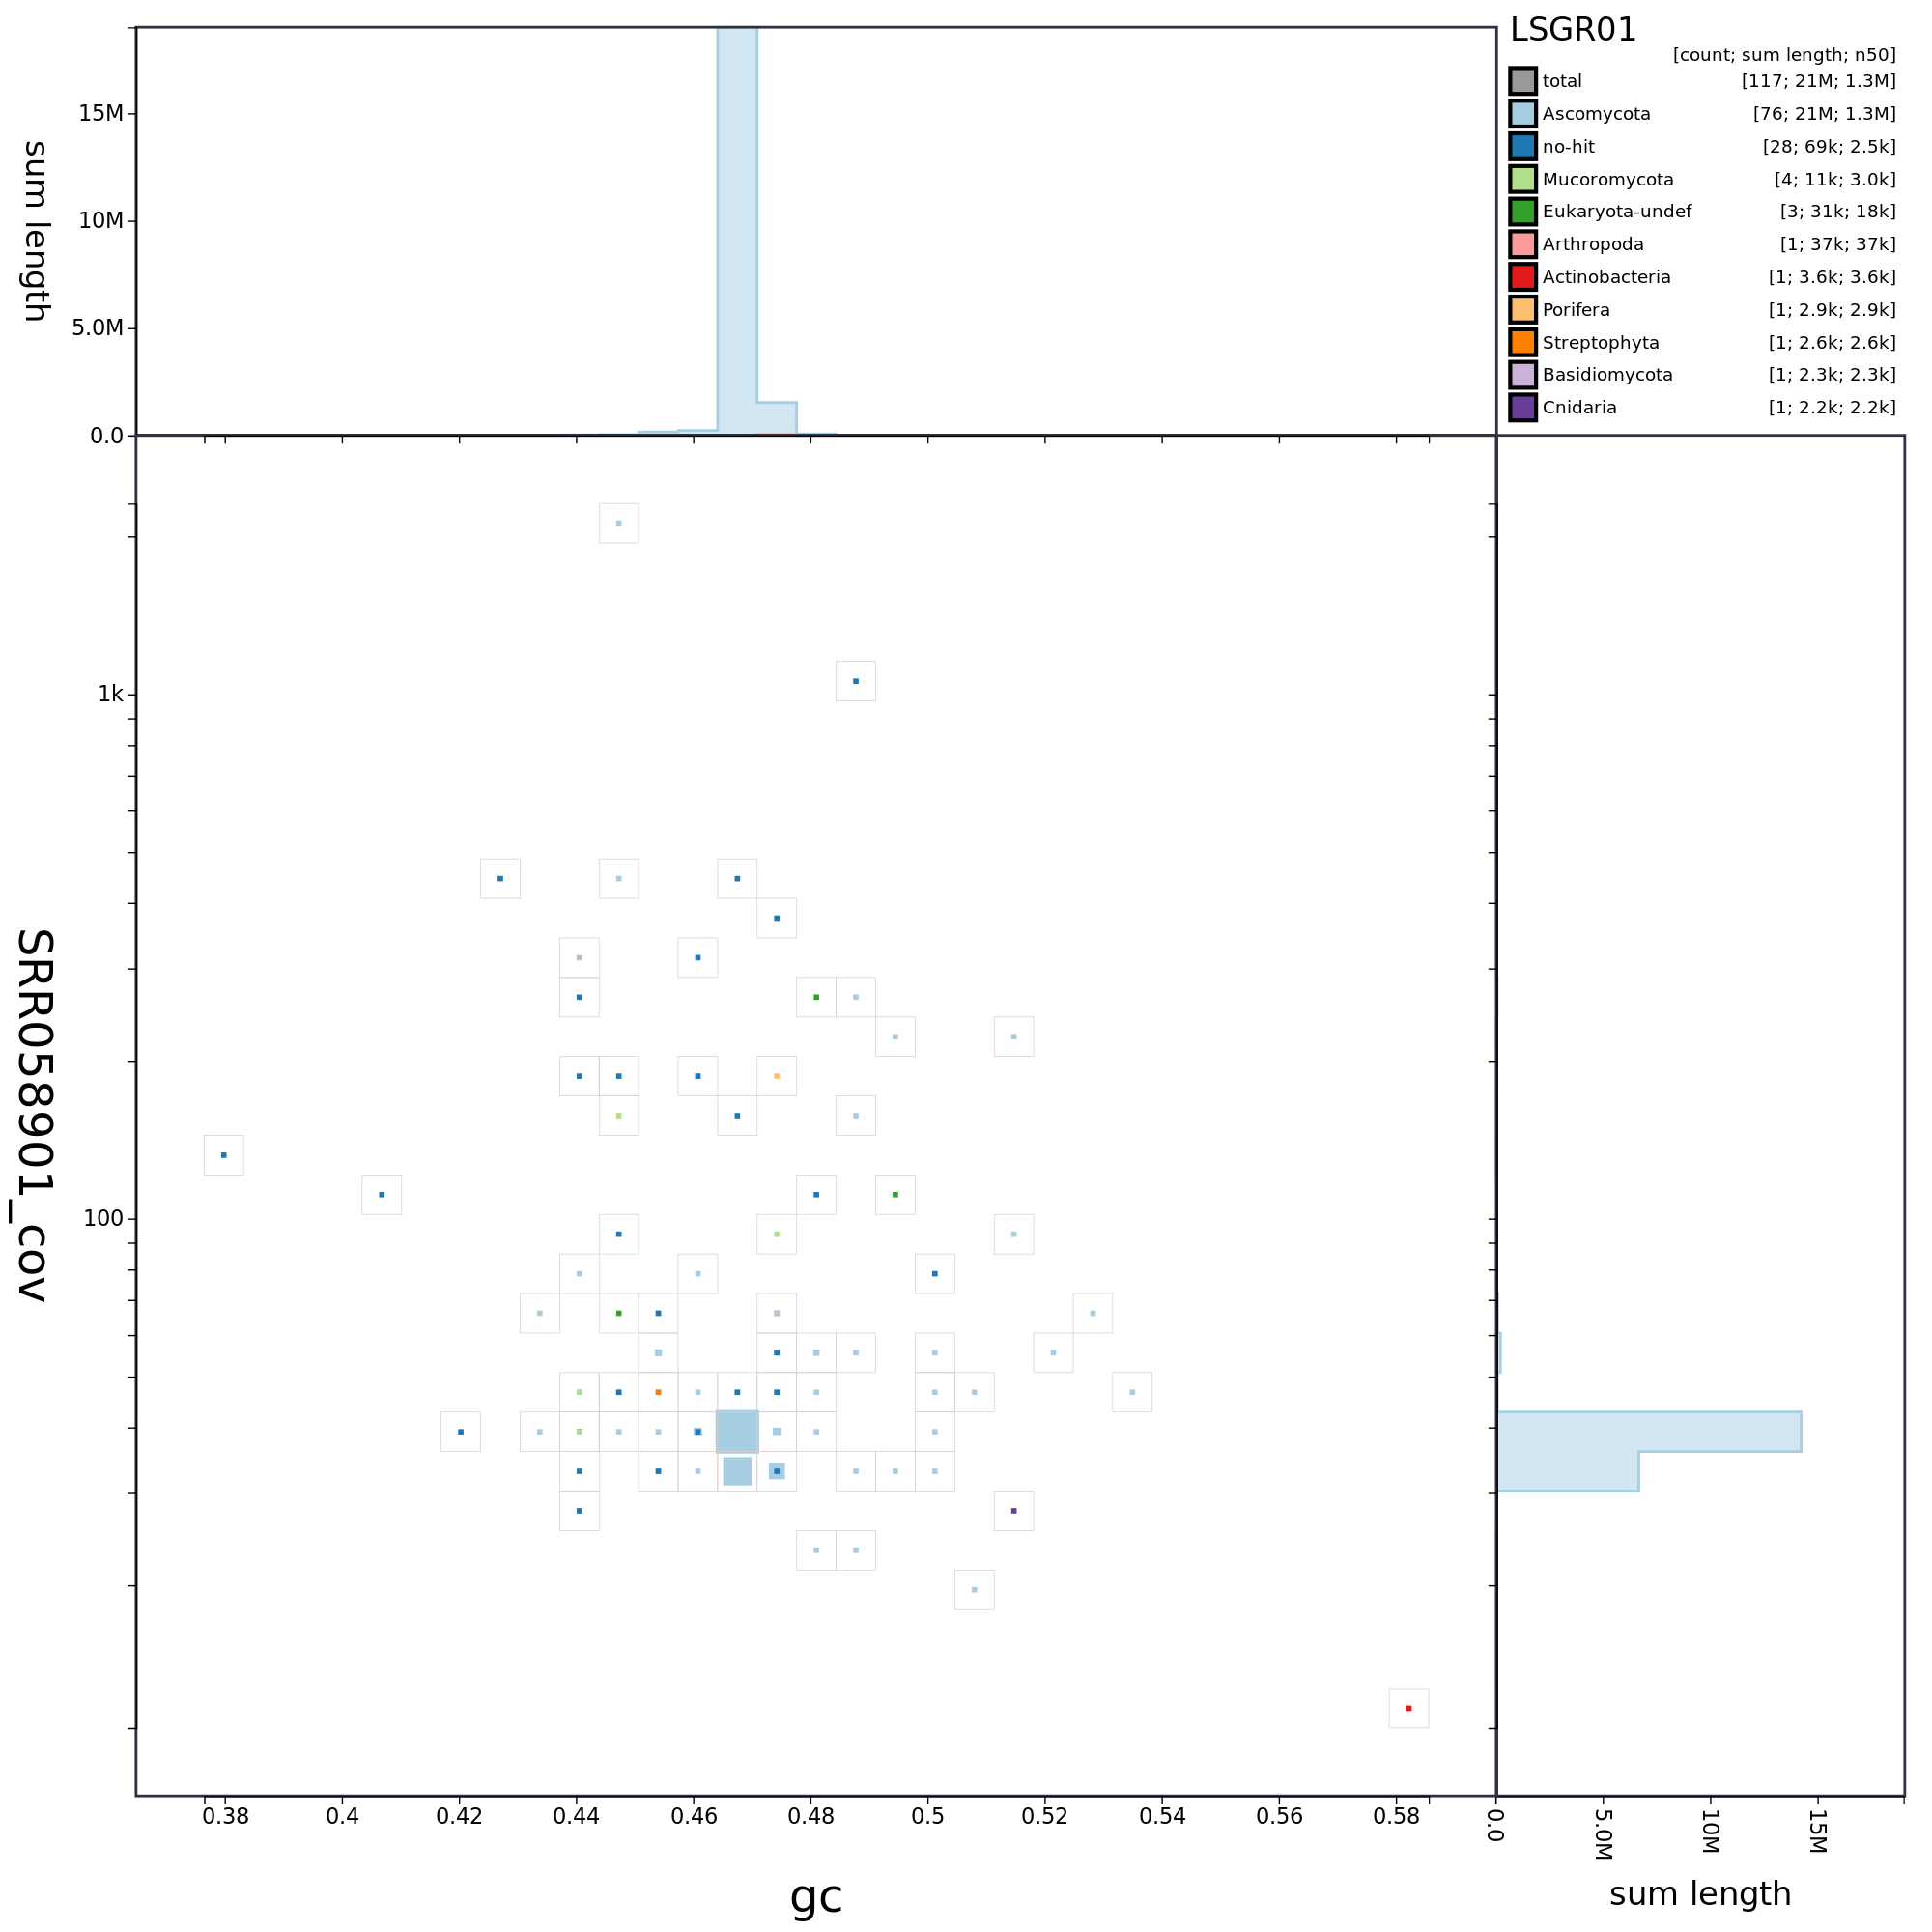 LSGR01
[count; sum length; n50]
total [117; 21M; 1.3M]
Ascomycota [76; 21M; 1.3M]
no-hit [28; 69k; 2.5k]
Mucoromycota [4; 11k; 3.0k]
Eukaryota-undef [3; 31k; 18k]
Arthropoda [1; 37k; 37k]
Actinobacteria [1; 3.6k; 3.6k]
Porifera [1; 2.9k; 2.9k]
Streptophyta [1; 2.6k; 2.6k]
Basidiomycota [1; 2.3k; 2.3k]
Cnidaria [1; 2.2k; 2.2k]
sum length
15M
10M
5.0M
0.0
SRR058901_cov
1k
100
0.38 0.4 0.42 0.44 0.46 0.48 0.5 0.52 0.54 0.56 0.58
gc
0.0 5.0M 10M 15M
sum length